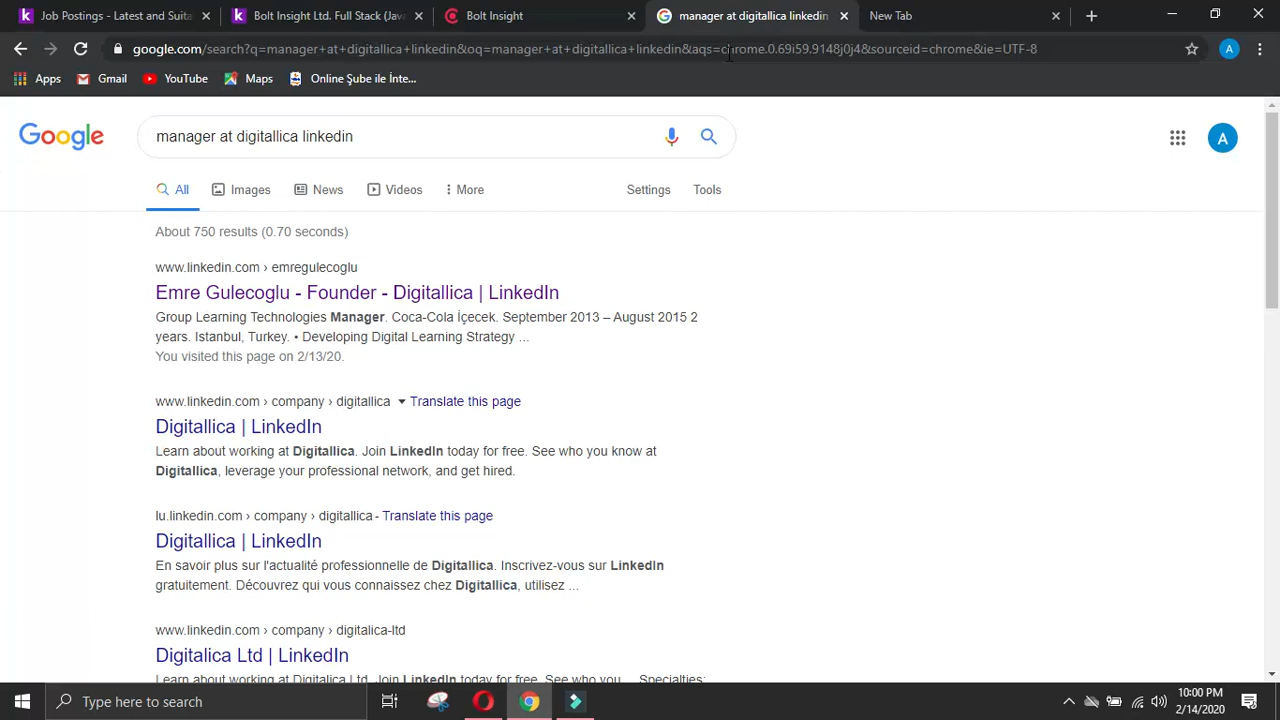 Job Postings - Latest and Suita
Bolt Insight Ltd. Full Stack (Jav
Bolt Insight
manager at digitallica linkedin
New Tab
google.com/search?q=manager+at+digitallica+linkedin&oq=manager+at+digitallica+linkedin&aqs=chrome.0.69i59.9148j0j4&sourceid=chrome&ie=UTF-8
A
Apps
Gmail
YouTube
Maps
Online Şube ile İnte...
Google
manager at digitallica linkedin
A
All
Images
News
Videos
More
Settings
Tools
About 750 results (0.70 seconds)
www.linkedin.com › emregulecoglu
Emre Gulecoglu - Founder - Digitallica | LinkedIn
Group Learning Technologies Manager. Coca-Cola İçecek. September 2013 – August 2015 2
years. Istanbul, Turkey. • Developing Digital Learning Strategy ...
You visited this page on 2/13/20.
www.linkedin.com › company › digitallica Translate this page
Digitallica | LinkedIn
Learn about working at Digitallica. Join LinkedIn today for free. See who you know at
Digitallica, leverage your professional network, and get hired.
lu.linkedin.com › company › digitallica - Translate this page
Digitallica | LinkedIn
En savoir plus sur l'actualité professionnelle de Digitallica. Inscrivez-vous sur LinkedIn
gratuitement. Découvrez qui vous connaissez chez Digitallica, utilisez ...
www.linkedin.com › company › digitalica-ltd
Digitalica Ltd | LinkedIn
Learn about working at Digitalica Ltd. Join LinkedIn today for free. See who you ... Specialties:
Type here to search
10:00 PM
2/14/2020